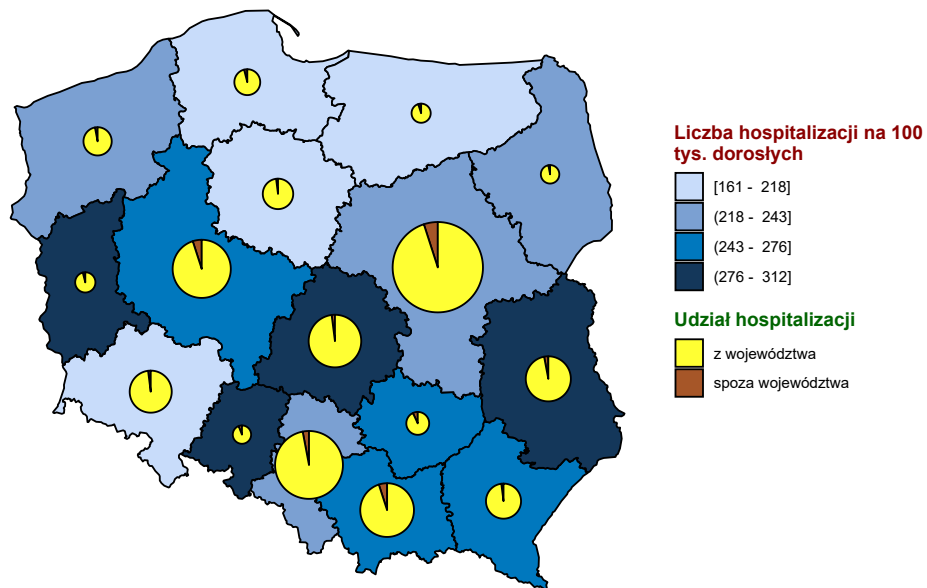 Liczba hospitalizacji na 100
tys. dorosłych
[161 - 218]
(218 - 243]
(243 - 276]
(276 - 312]
Udział hospitalizacji
z województwa
spoza województwa